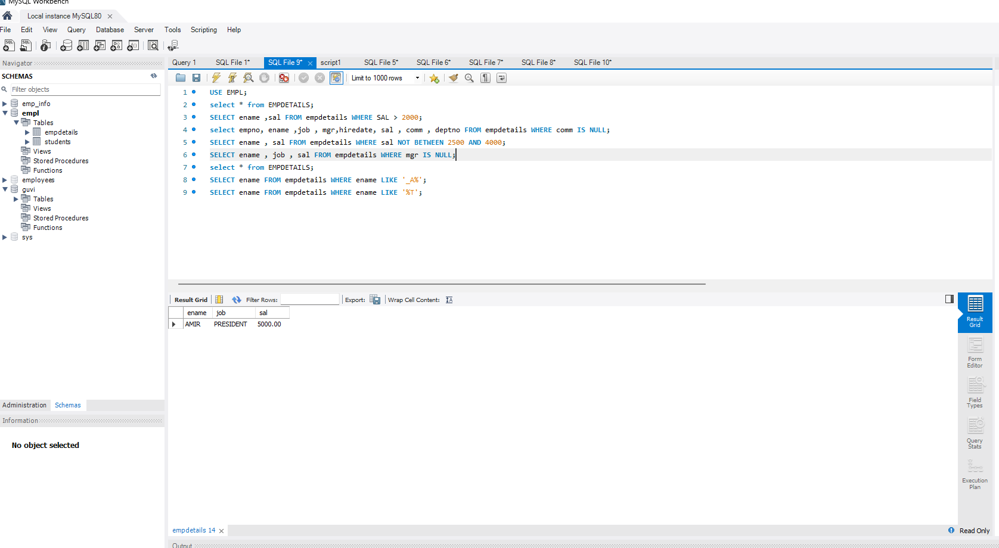 MySQL Workbench
Local instance MySQL80
File Edit View Query Database Server Tools Scripting Help
Navigator
SCHEMAS
Filter objects
emp_info
empl
Tables
empdetails
students
Views
Stored Procedures
Functions
employees
guvi
Tables
Views
Stored Procedures
Functions
sys
Administration Schemas
Information
No object selected
Query 1 SQL File 1* SQL File 9* script1 SQL File 5* SQL File 6* SQL File 7* SQL File 8* SQL File 10*
Limit to 1000 rows
1 USE EMPL;
2 select * from EMPDETAILS;
3 SELECT ename ,sal FROM empdetails WHERE SAL > 2000;
4 select empno, ename ,job , mgr,hiredate, sal , comm , deptno FROM empdetails WHERE comm IS NULL;
5 SELECT ename , sal FROM empdetails WHERE sal NOT BETWEEN 2500 AND 4000;
6 SELECT ename , job , sal FROM empdetails WHERE mgr IS NULL;
7 select * from EMPDETAILS;
8 SELECT ename FROM empdetails WHERE ename LIKE '_A%';
9 SELECT ename FROM empdetails WHERE ename LIKE '%T';
Result Grid Filter Rows: Export: Wrap Cell Content:
ename job sal
AMIR PRESIDENT 5000.00
Result
Grid
Form
Editor
Field
Types
Query
Stats
Execution
Plan
empdetails 14
Read Only
Output